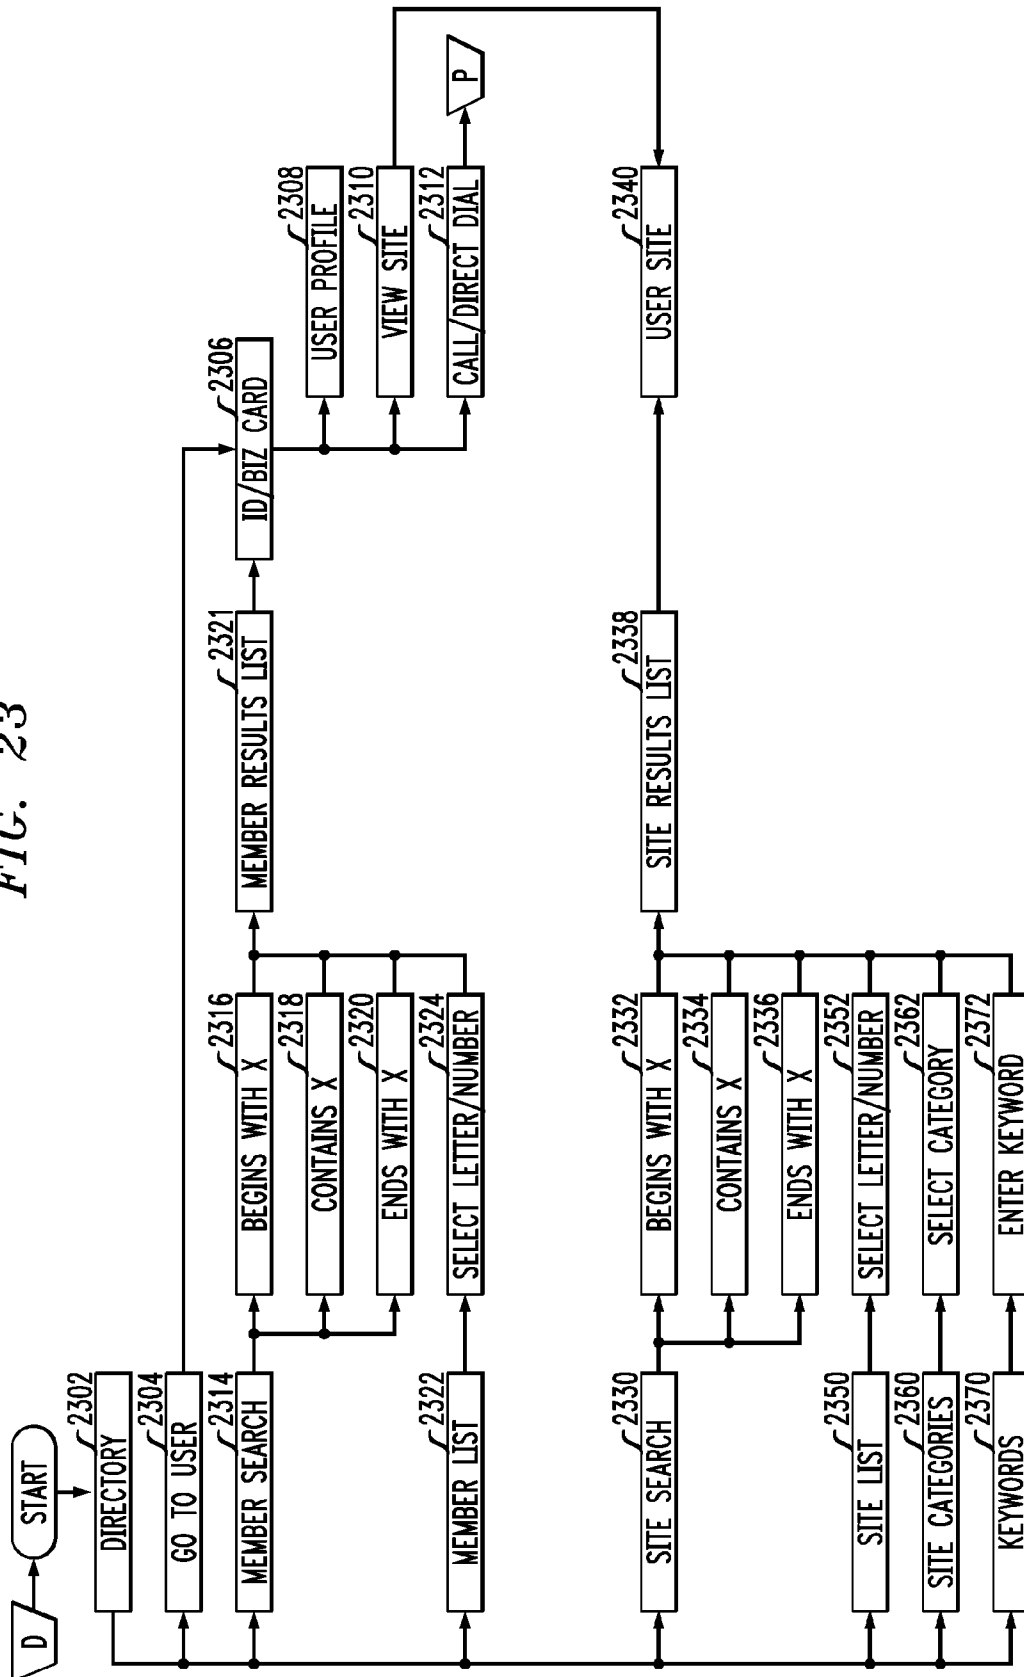 FIG. 23
D
START
DIRECTORY
2302
GO TO USER
2304
MEMBER SEARCH
2314
BEGINS WITH X
2316
CONTAINS X
2318
ENDS WITH X
2320
MEMBER LIST
2322
SELECT LETTER/NUMBER
2324
MEMBER RESULTS LIST
2321
ID/BIZ CARD
2306
USER PROFILE
2308
VIEW SITE
2310
CALL/DIRECT DIAL
2312
P
SITE SEARCH
2330
BEGINS WITH X
2332
CONTAINS X
2334
ENDS WITH X
2336
SITE RESULTS LIST
2338
USER SITE
2340
SITE LIST
2350
SELECT LETTER/NUMBER
2352
SITE CATEGORIES
2360
SELECT CATEGORY
2362
KEYWORDS
2370
ENTER KEYWORD
2372